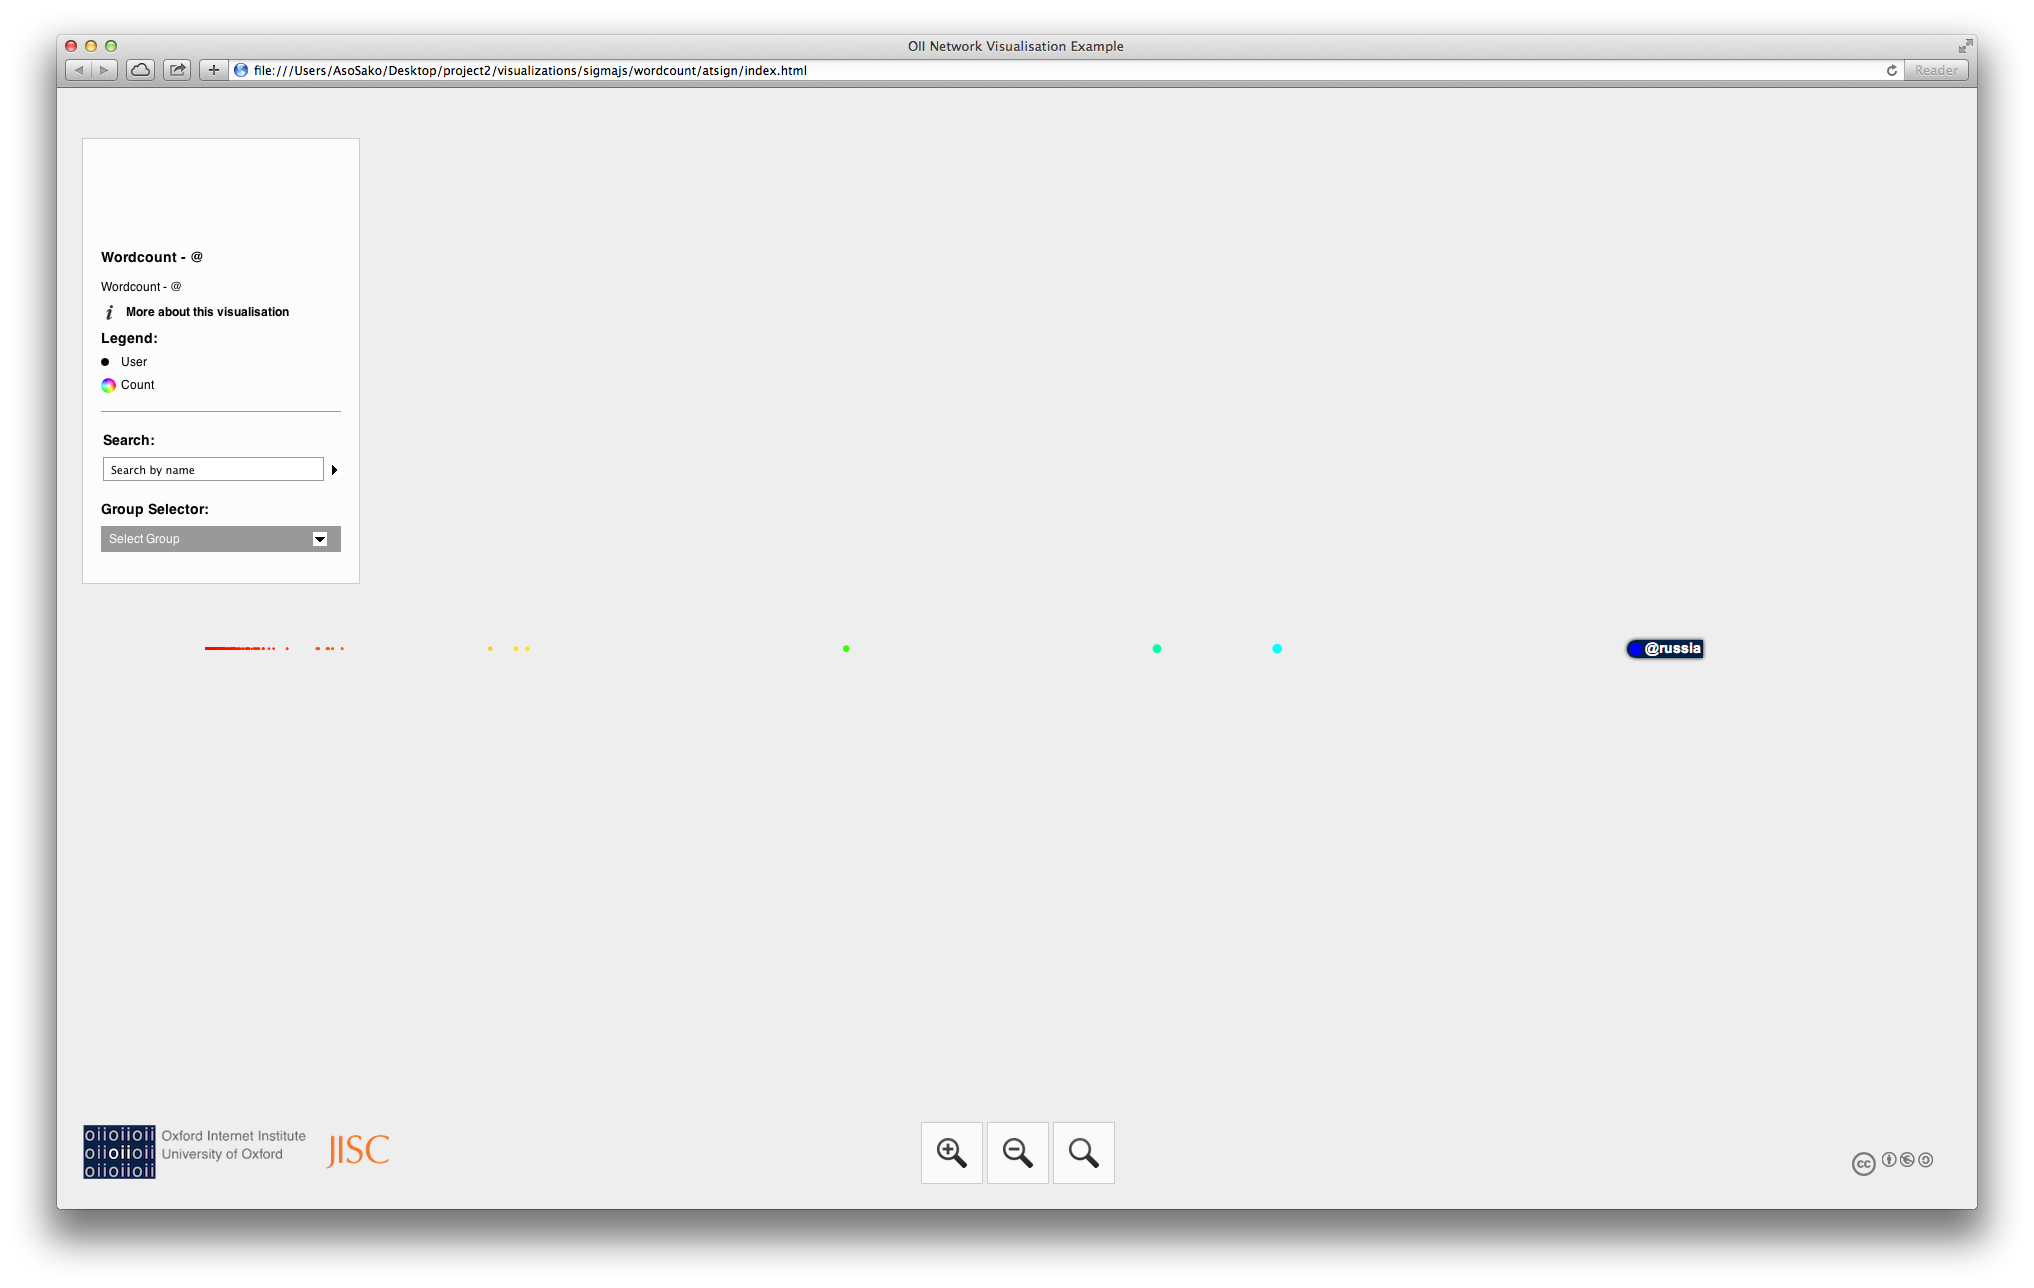 OII Network Visualisation Example
file:///Users/AsoSako/Desktop/project2/visualizations/sigmajs/wordcount/atsign/index.html
Reader
Wordcount - @
Wordcount - @
i More about this visualisation
Legend:
User
Count
Search:
Search by name
Group Selector:
Select Group
@russia
oiioiioii
oiioiioii
oiioiioii
Oxford Internet Institute
University of Oxford
JISC
cc